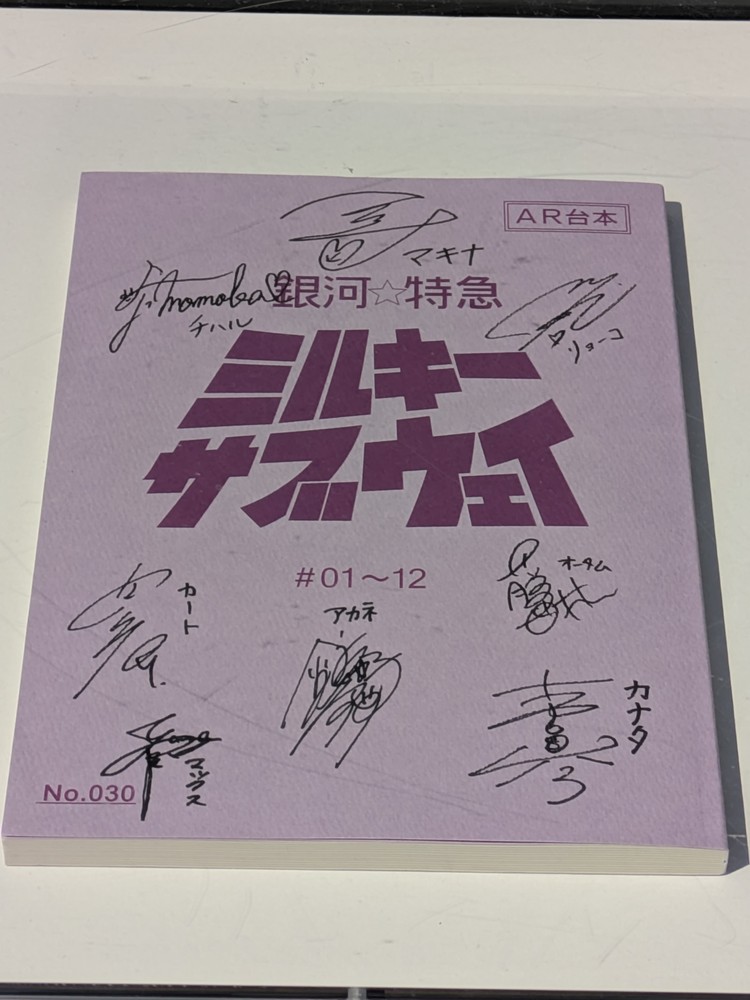 AR台本
マキナ
momoka
チハル
銀河☆特急
リョーコ
ミルキー
サブウェイ
#01〜12
オータム
カート
アカネ
カナタ
マックス
No.030